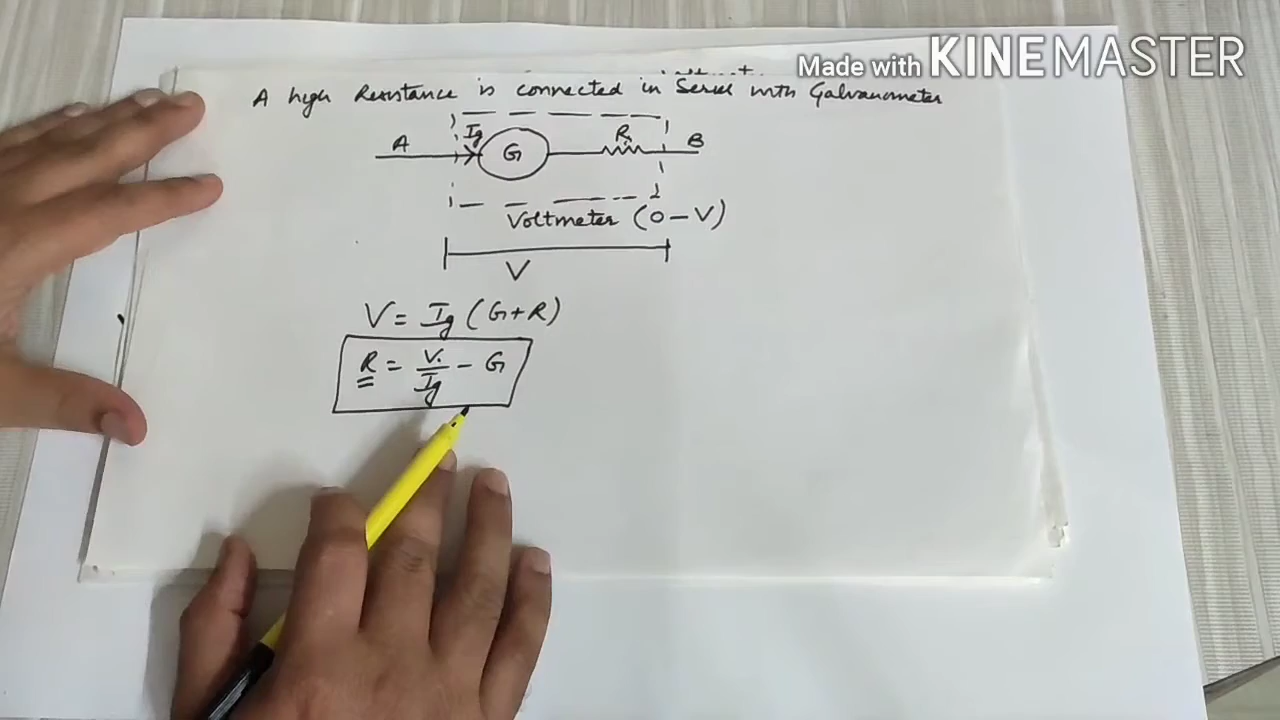 Made with KINEMASTER
A high Resistance is connected in Series with Galvanometer
A Ig G R B
Voltmeter (0-V)
V
V = Ig (G+R)
R = V/Ig - G